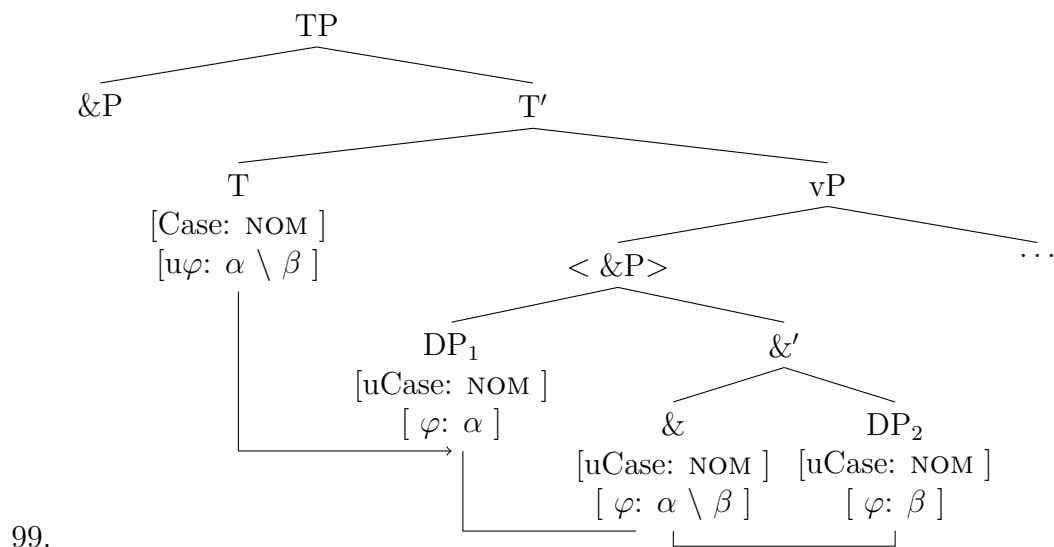 TP
&P T′
T vP
[Case: NOM ]
[uφ: α \ β ]
< &P> ...
DP₁ &′
[uCase: NOM ]
[ φ: α ]
& DP₂
[uCase: NOM ] [uCase: NOM ]
[ φ: α \ β ] [ φ: β ]
99.